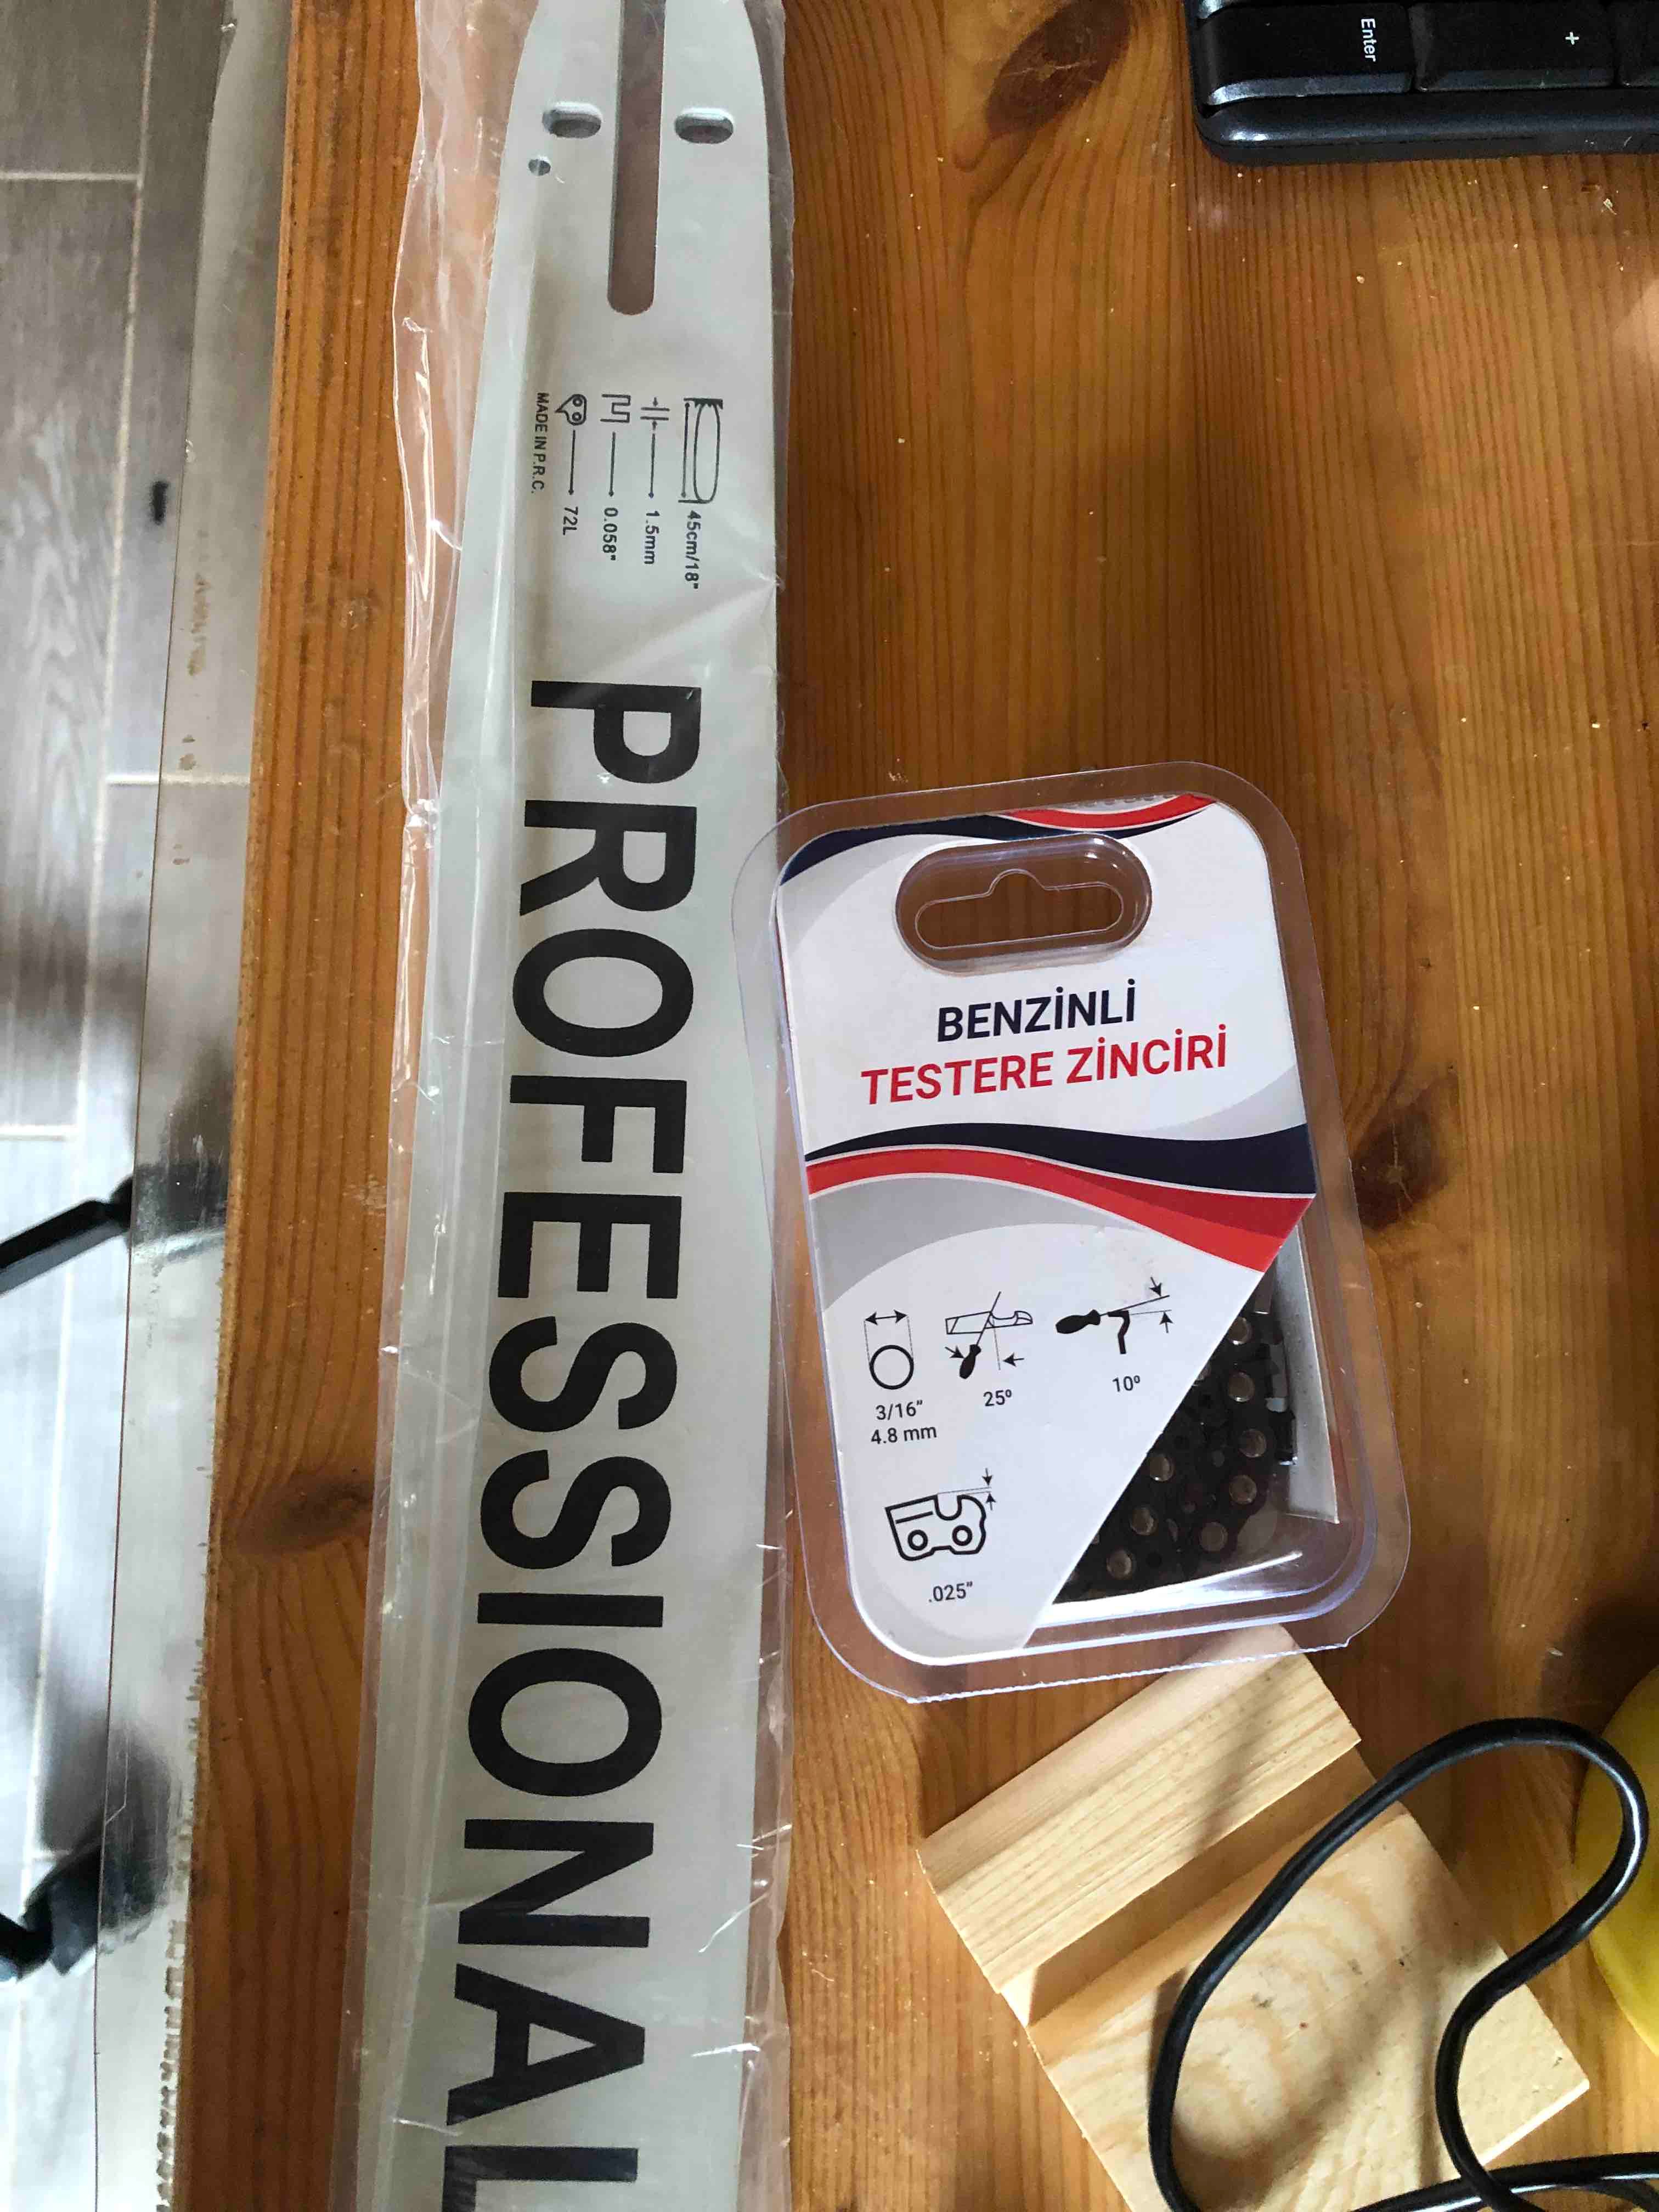 Enter
+
45cm/18"
1.5mm
0.058"
72L
MADE IN P.R.C.
PROFESSIONAL
BENZİNLİ
TESTERE ZİNCİRİ
3/16"
4.8 mm
25º
10º
.025"